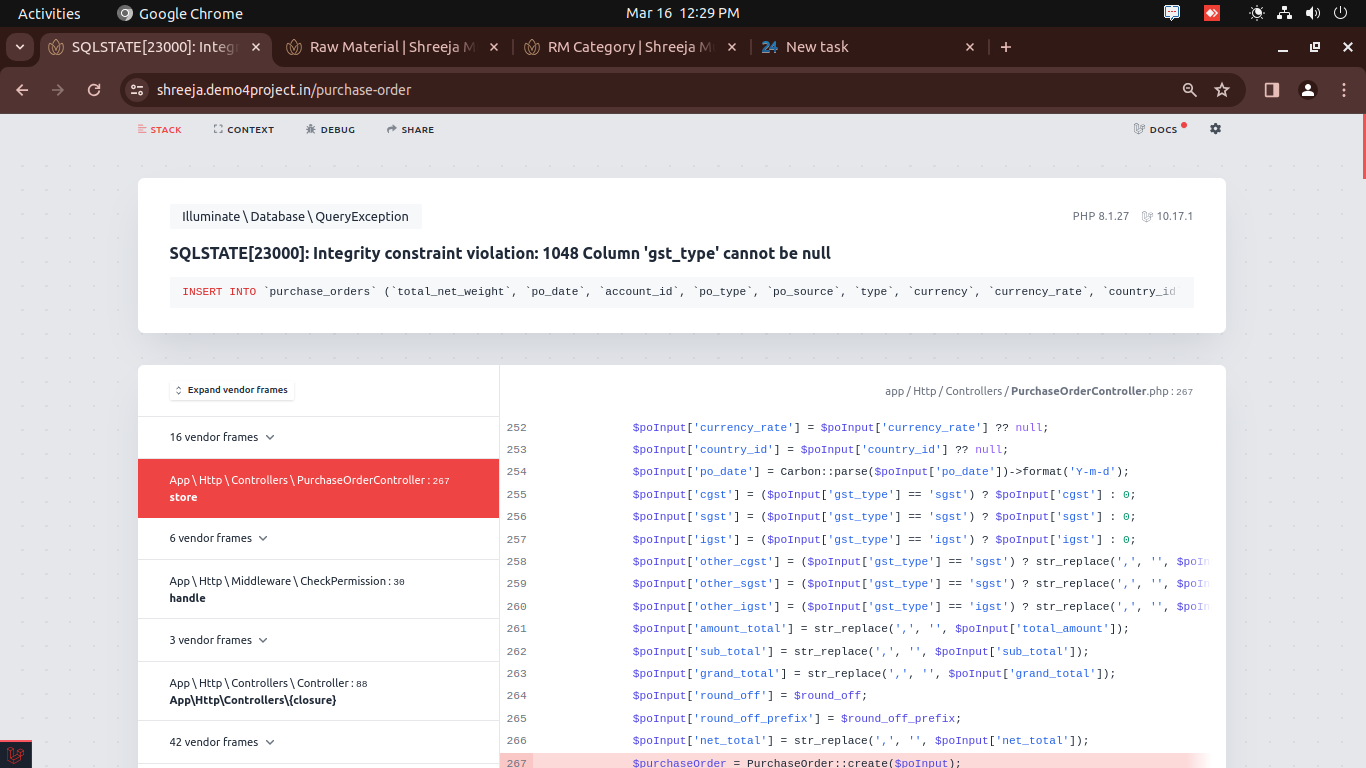 Activities
Google Chrome
Mar 16 12:29 PM
SQLSTATE[23000]: Integr
Raw Material | Shreeja M
RM Category | Shreeja M
24 New task
shreeja.demo4project.in/purchase-order
STACK
CONTEXT
DEBUG
SHARE
DOCS
Illuminate \ Database \ QueryException
PHP 8.1.27
10.17.1
SQLSTATE[23000]: Integrity constraint violation: 1048 Column 'gst_type' cannot be null
INSERT INTO `purchase_orders` (`total_net_weight`, `po_date`, `account_id`, `po_type`, `po_source`, `type`, `currency`, `currency_rate`, `country_id
Expand vendor frames
16 vendor frames
App \ Http \ Controllers \ PurchaseOrderController : 267
store
6 vendor frames
App \ Http \ Middleware \ CheckPermission : 30
handle
3 vendor frames
App \ Http \ Controllers \ Controller : 88
App\Http\Controllers\{closure}
42 vendor frames
app / Http / Controllers / PurchaseOrderController.php : 267
252 $poInput['currency_rate'] = $poInput['currency_rate'] ?? null;
253 $poInput['country_id'] = $poInput['country_id'] ?? null;
254 $poInput['po_date'] = Carbon::parse($poInput['po_date'])->format('Y-m-d');
255 $poInput['cgst'] = ($poInput['gst_type'] == 'sgst') ? $poInput['cgst'] : 0;
256 $poInput['sgst'] = ($poInput['gst_type'] == 'sgst') ? $poInput['sgst'] : 0;
257 $poInput['igst'] = ($poInput['gst_type'] == 'igst') ? $poInput['igst'] : 0;
258 $poInput['other_cgst'] = ($poInput['gst_type'] == 'sgst') ? str_replace(',', '', $poIn
259 $poInput['other_sgst'] = ($poInput['gst_type'] == 'sgst') ? str_replace(',', '', $poIn
260 $poInput['other_igst'] = ($poInput['gst_type'] == 'igst') ? str_replace(',', '', $poIn
261 $poInput['amount_total'] = str_replace(',', '', $poInput['total_amount']);
262 $poInput['sub_total'] = str_replace(',', '', $poInput['sub_total']);
263 $poInput['grand_total'] = str_replace(',', '', $poInput['grand_total']);
264 $poInput['round_off'] = $round_off;
265 $poInput['round_off_prefix'] = $round_off_prefix;
266 $poInput['net_total'] = str_replace(',', '', $poInput['net_total']);
267 $purchaseOrder = PurchaseOrder::create($poInput);